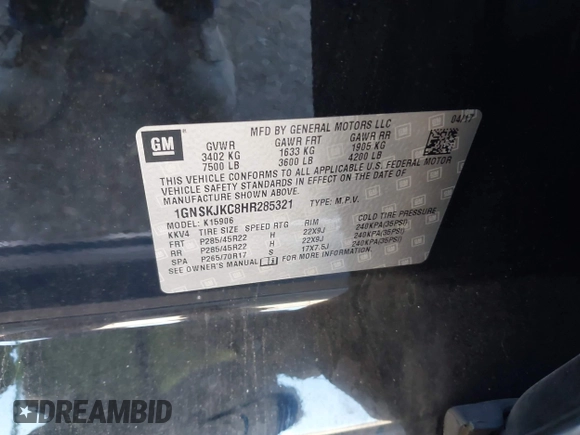 GM
MFD BY GENERAL MOTORS LLC 04/17
GVWR GAWR FRT GAWR RR
3402 KG 1633 KG 1905 KG
7500 LB 3600 LB 4200 LB
THIS VEHICLE CONFORMS TO ALL APPLICABLE U.S. FEDERAL MOTOR
VEHICLE SAFETY STANDARDS IN EFFECT ON THE DATE OF
MANUFACTURE SHOWN ABOVE.
1GNSKJKC8HR285321 TYPE: M.P.V.
MODEL: K15906
KKV4 TIRE SIZE SPEED RTG RIM COLD TIRE PRESSURE
FRT P285/45R22 H 22X9J 240KPA(35PSI)
RR P285/45R22 H 22X9J 240KPA(35PSI)
SPA P265/70R17 S 17X7.5J 240KPA(35PSI)
SEE OWNER'S MANUAL FOR MORE INFORMATION.
DREAMBID